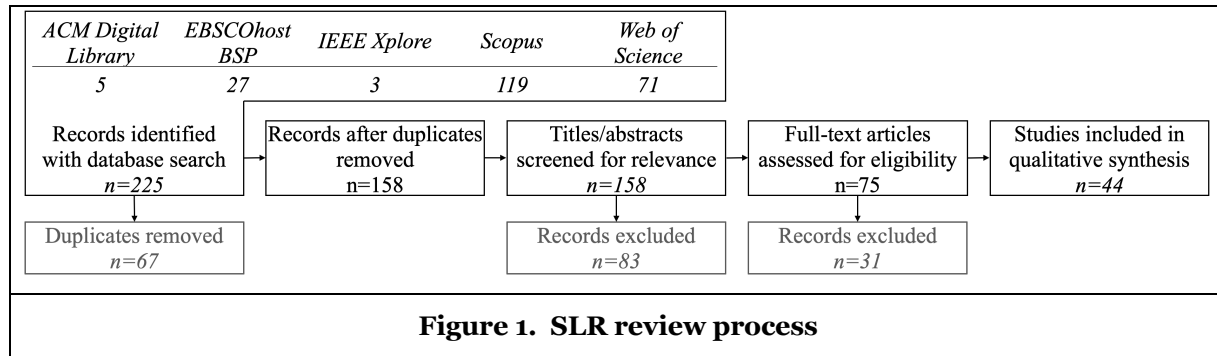 ACM Digital Library
EBSCOhost BSP
IEEE Xplore
Scopus
Web of Science
5
27
3
119
71
Records identified
with database search
n=225
Records after duplicates
removed
n=158
Titles/abstracts
screened for relevance
n=158
Full-text articles
assessed for eligibility
n=75
Studies included in
qualitative synthesis
n=44
Duplicates removed
n=67
Records excluded
n=83
Records excluded
n=31
Figure 1. SLR review process